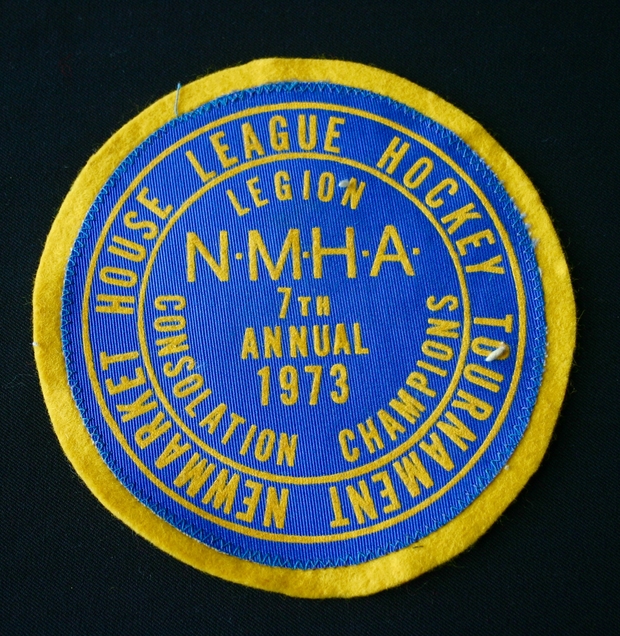 NEWMARKET HOUSE LEAGUE HOCKEY TOURNAMENT
LEGION
N·M·H·A·
7TH
ANNUAL
1973
CONSOLATION CHAMPIONS